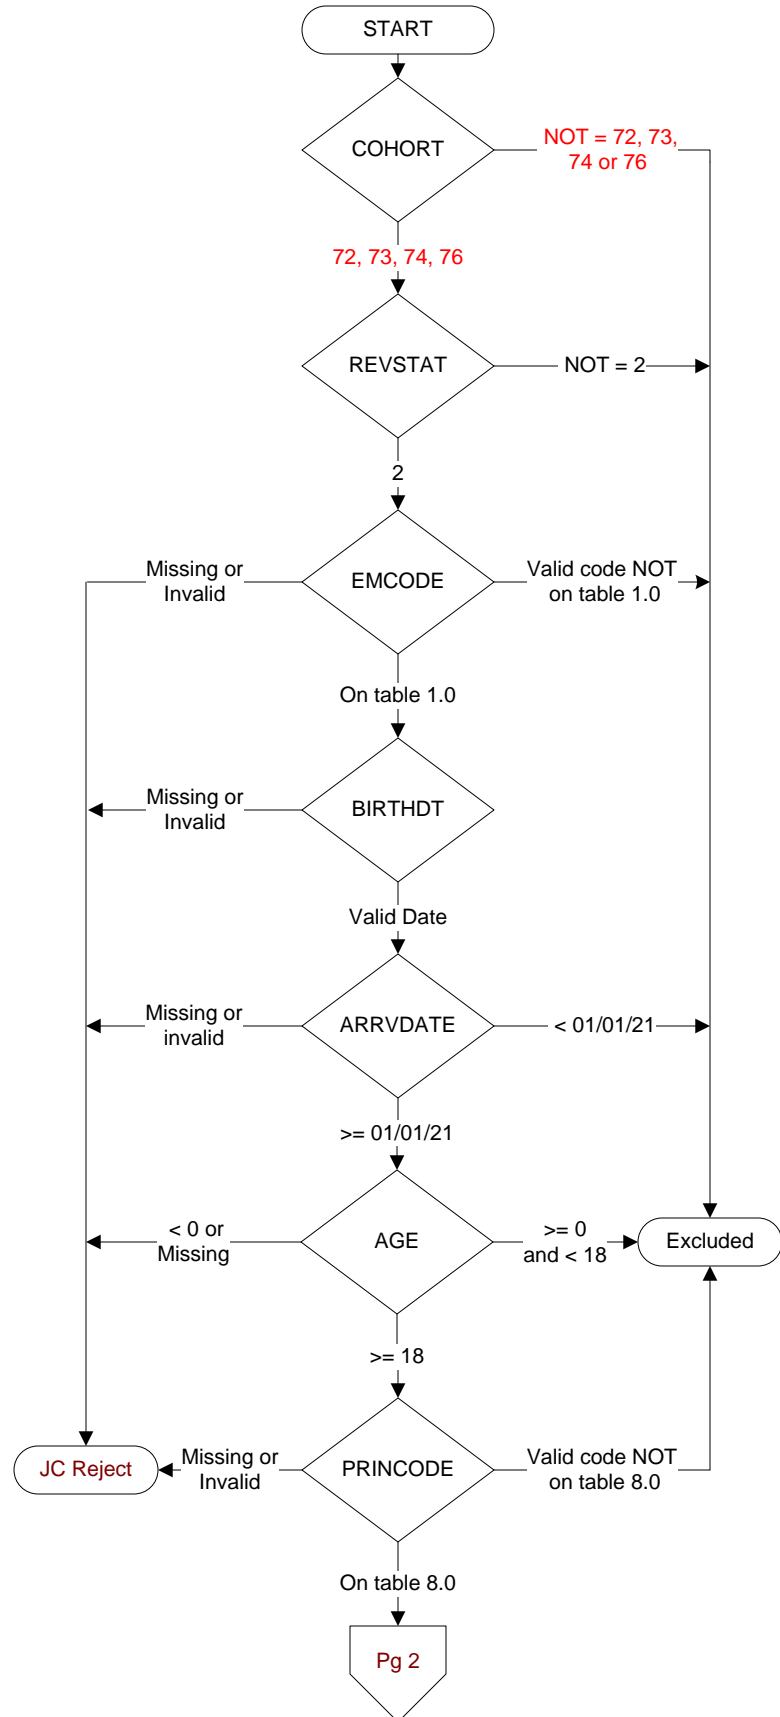 START
COHORT
NOT = 72, 73,
74 or 76
72, 73, 74, 76
REVSTAT
NOT = 2
2
Missing or
Invalid
EMCODE
Valid code NOT
on table 1.0
On table 1.0
Missing or
Invalid
BIRTHDT
Valid Date
Missing or
invalid
ARRVDATE
< 01/01/21
>= 01/01/21
< 0 or
Missing
AGE
>= 0
and < 18
Excluded
>= 18
JC Reject
Missing or
Invalid
PRINCODE
Valid code NOT
on table 8.0
On table 8.0
Pg 2